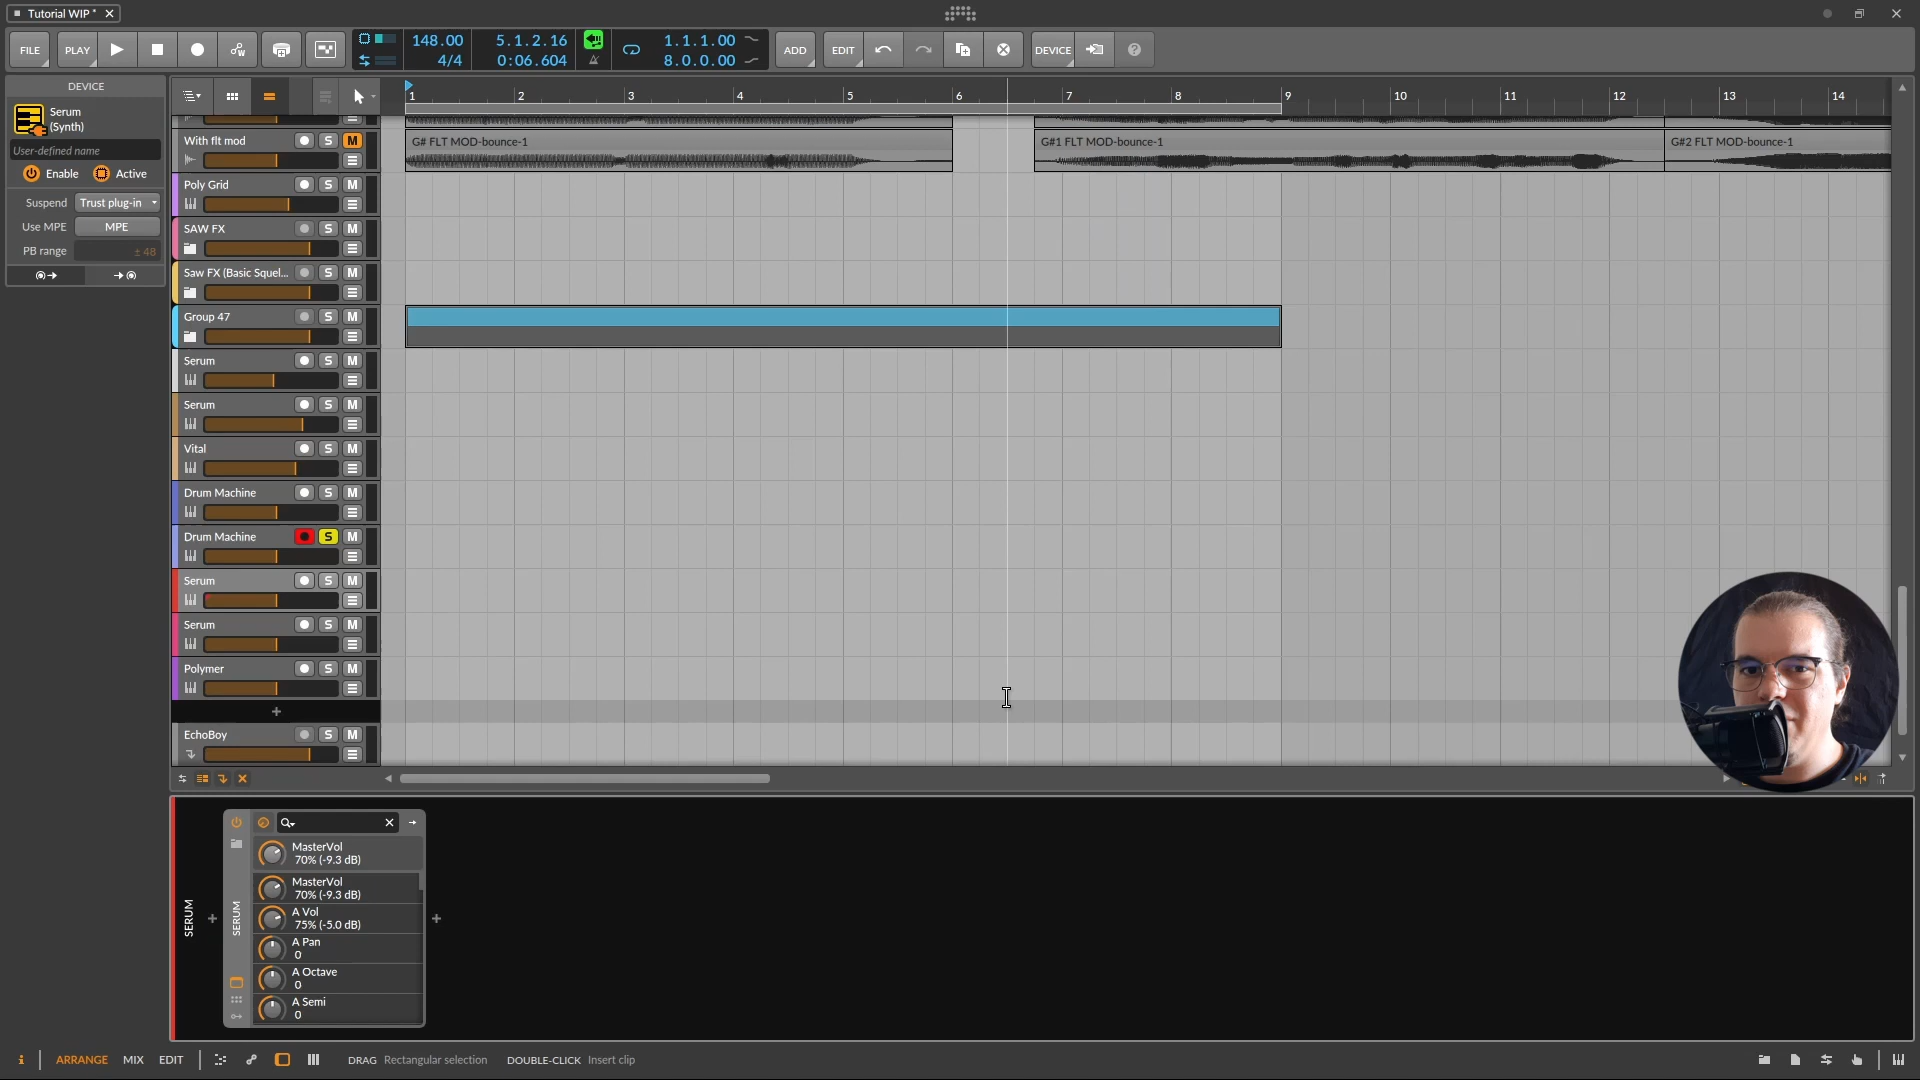 Tutorial WIP *
FILE
PLAY
148.00
4/4
5.1.2.16
0:06.604
1.1.1.00
8.0.0.00
ADD
EDIT
DEVICE
DEVICE
Serum
(Synth)
User-defined name
Enable
Active
Suspend
Trust plug-in
Use MPE
MPE
PB range
± 48
1 2 3 4 5 6 7 8 9 10 11 12 13 14
With flt mod S M
G# FLT MOD-bounce-1
G#1 FLT MOD-bounce-1
G#2 FLT MOD-bounce-1
Poly Grid S M
SAW FX S M
Saw FX (Basic Squel... S M
Group 47 S M
Serum S M
Serum S M
Vital S M
Drum Machine S M
Drum Machine S M
Serum S M
Serum S M
Polymer S M
+
EchoBoy S M
SERUM
SERUM
MasterVol
70% (-9.3 dB)
MasterVol
70% (-9.3 dB)
A Vol
75% (-5.0 dB)
A Pan
0
A Octave
0
A Semi
0
i
ARRANGE
MIX
EDIT
DRAG Rectangular selection
DOUBLE-CLICK Insert clip